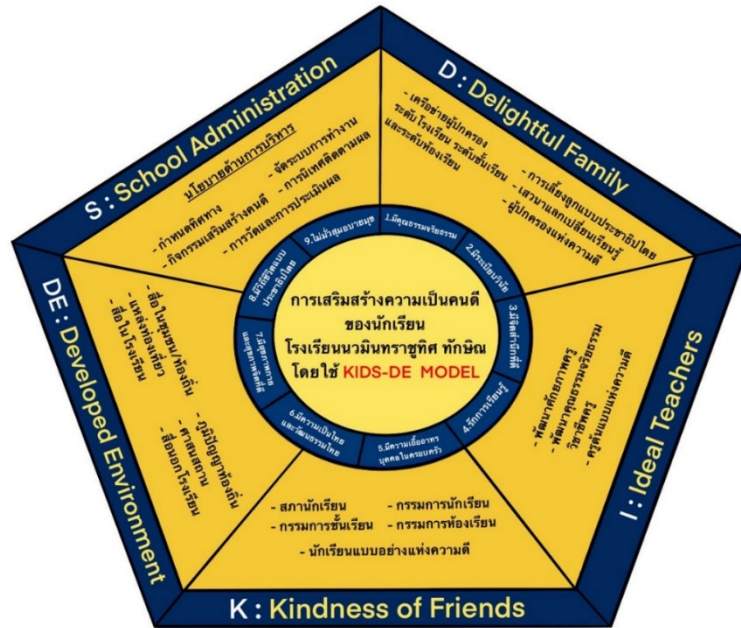 S : School Administration
นโยบายด้านการบริหาร
- กำหนดทิศทาง
- จัดระบบการทำงาน
- กิจกรรมเสริมสร้างคนดี
- การนิเทศติดตามผล
- การวัดและการประเมินผล
D : Delightful Family
- เครือข่ายผู้ปกครอง
ระดับโรงเรียน ระดับชั้นเรียน
และระดับห้องเรียน
- การเลี้ยงลูกแบบประชาธิปไตย
- เสวนาแลกเปลี่ยนเรียนรู้
- ผู้ปกครองแห่งความดี
I : Ideal Teachers
- พัฒนาศักยภาพครู
- พัฒนาคุณธรรมจริยธรรม
วิชาชีพครู
- ครูต้นแบบแห่งความดี
K : Kindness of Friends
- สภานักเรียน
- กรรมการนักเรียน
- กรรมการชั้นเรียน
- กรรมการห้องเรียน
- นักเรียนแบบอย่างแห่งความดี
DE : Developed Environment
- สื่อในชุมชน/ท้องถิ่น
- แหล่งท่องเที่ยว
- สื่อในโรงเรียน
- ภูมิปัญญาท้องถิ่น
- ศาสนสถาน
- สื่อนอกโรงเรียน
1.มีคุณธรรมจริยธรรม
2.มีระเบียบวินัย
3.มีจิตสำนึกที่ดี
4.รักการเรียนรู้
5.มีความเอื้ออาทร
บุคคลในครอบครัว
6.มีความเป็นไทย
และวัฒนธรรมไทย
7.มีสุขภาพกาย
และสุขภาพจิตที่ดี
8.มีวิถีชีวิตแบบ
ประชาธิปไตย
9.ไม่มั่วสุมอบายมุข
การเสริมสร้างความเป็นคนดี
ของนักเรียน
โรงเรียนนวมินทราชูทิศ ทักษิณ
โดยใช้ KIDS-DE MODEL